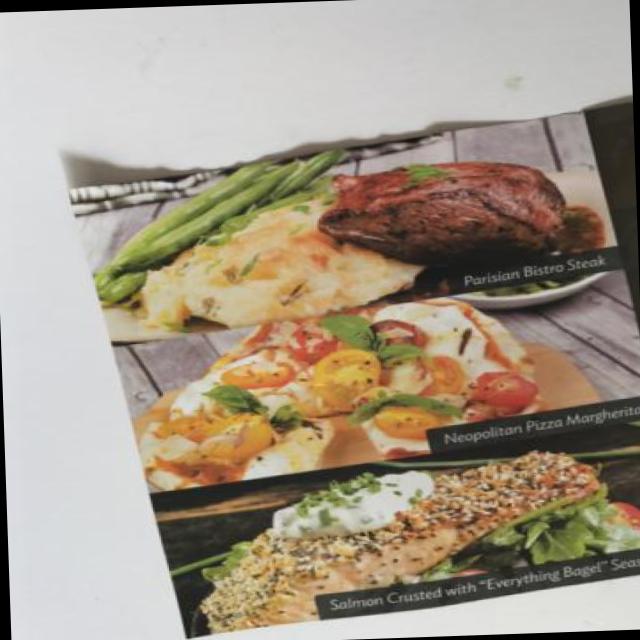 Parisian Bistro Steak
Neopolitan Pizza Margherita
Salmon Crusted with "Everything Bagel"